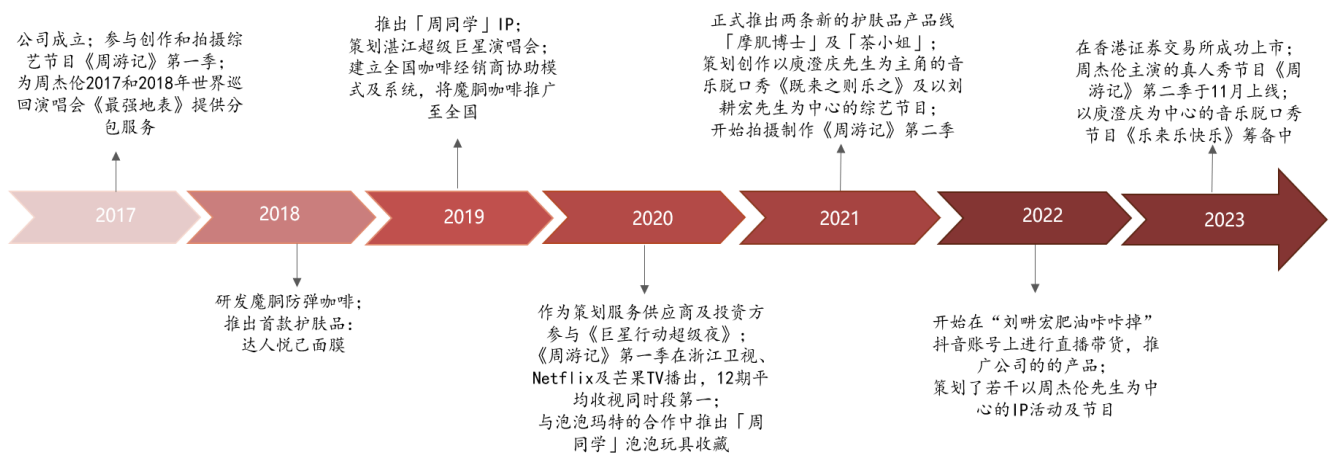 公司成立；参与创作和拍摄综
艺节目《周游记》第一季；
为周杰伦2017和2018年世界巡
回演唱会《最强地表》提供分
包服务
推出「周同学」IP；
策划湛江超级巨星演唱会；
建立全国咖啡经销商协助模
式及系统，将魔胴咖啡推广
至全国
正式推出两条新的护肤品产品线
「摩肌博士」及「茶小姐」；
策划创作以庾澄庆先生为主角的音
乐脱口秀《既来之则乐之》及以刘
耕宏先生为中心的综艺节目；
开始拍摄制作《周游记》第二季
在香港证券交易所成功上市；
周杰伦主演的真人秀节目《周
游记》第二季于11月上线；
以庾澄庆为中心的音乐脱口秀
节目《乐来乐快乐》筹备中
2017
2018
2019
2020
2021
2022
2023
研发魔胴防弹咖啡；
推出首款护肤品：
达人悦己面膜
作为策划服务供应商及投资方
参与《巨星行动超级夜》；
《周游记》第一季在浙江卫视、
Netflix及芒果TV播出，12期平
均收视同时段第一；
与泡泡玛特的合作中推出「周
同学」泡泡玩具收藏
开始在“刘畊宏肥油咔咔掉”
抖音账号上进行直播带货，推
广公司的的产品；
策划了若干以周杰伦先生为中
心的IP活动及节目